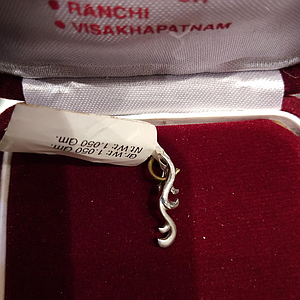 • RANCHI
• VISAKHAPATNAM
Gr.Wt: 1.050 Gm.
Nt.Wt: 1.050 Gm.